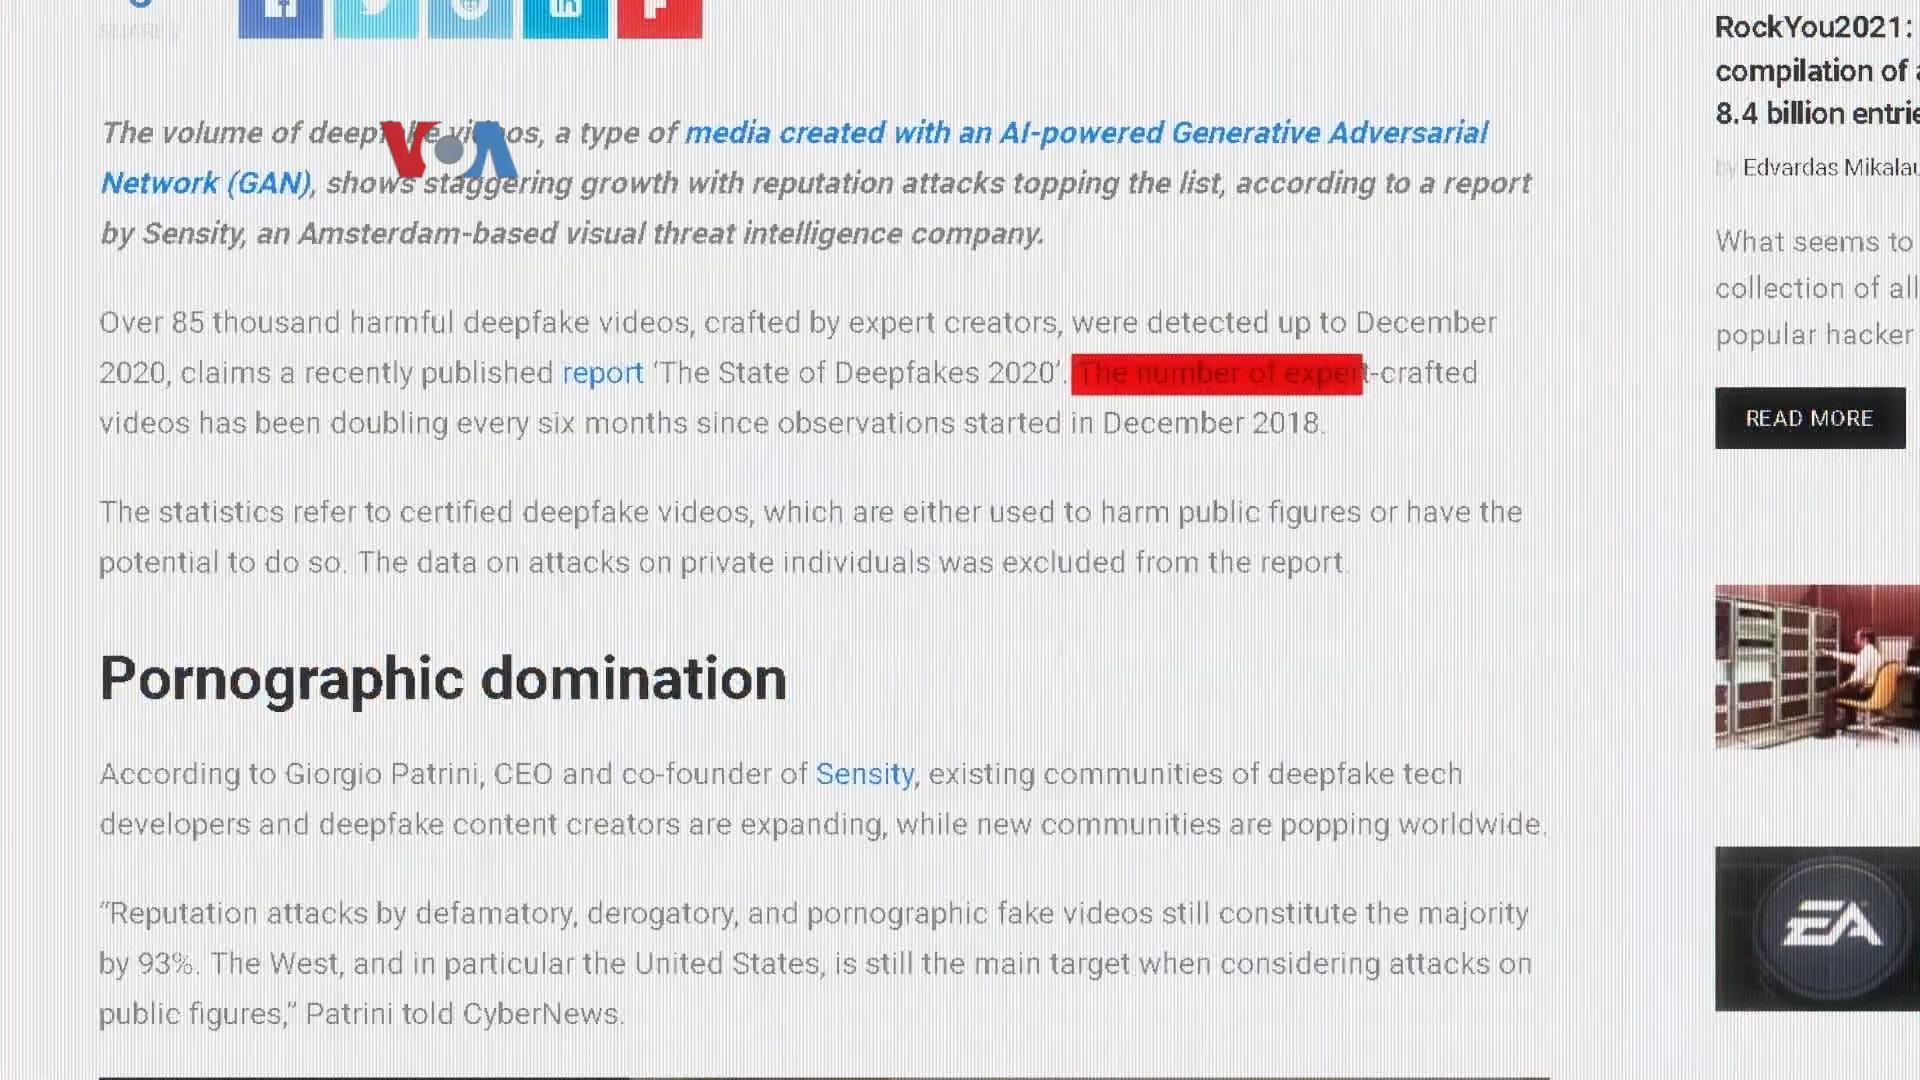 SHARES
RockYou2021:
compilation of
8.4 billion
by Edvardas
What seems to
collection of all
popular hacker
READ MORE
VOA
The volume of deepfake videos, a type of media created with an AI-powered Generative Adversarial
Network (GAN), shows staggering growth with reputation attacks topping the list, according to a report
by Sensity, an Amsterdam-based visual threat intelligence company.
Over 85 thousand harmful deepfake videos, crafted by expert creators, were detected up to December
2020, claims a recently published report ‘The State of Deepfakes 2020’. The number of expert-crafted
videos has been doubling every six months since observations started in December 2018.
The statistics refer to certified deepfake videos, which are either used to harm public figures or have the
potential to do so. The data on attacks on private individuals was excluded from the report.
Pornographic domination
According to Giorgio Patrini, CEO and co-founder of Sensity, existing communities of deepfake tech
developers and deepfake content creators are expanding, while new communities are popping worldwide.
“Reputation attacks by defamatory, derogatory, and pornographic fake videos still constitute the majority
by 93%. The West, and in particular the United States, is still the main target when considering attacks on
public figures,” Patrini told CyberNews.
EA